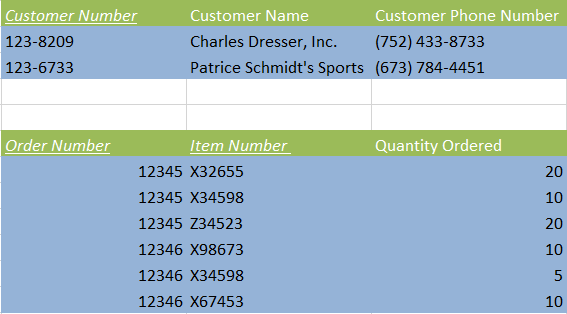 Customer Number Customer Name Customer Phone Number
123-8209 Charles Dresser, Inc. (752) 433-8733
123-6733 Patrice Schmidt's Sports (673) 784-4451
Order Number Item Number Quantity Ordered
12345 X32655 20
12345 X34598 10
12345 Z34523 20
12346 X98673 10
12346 X34598 5
12346 X67453 10